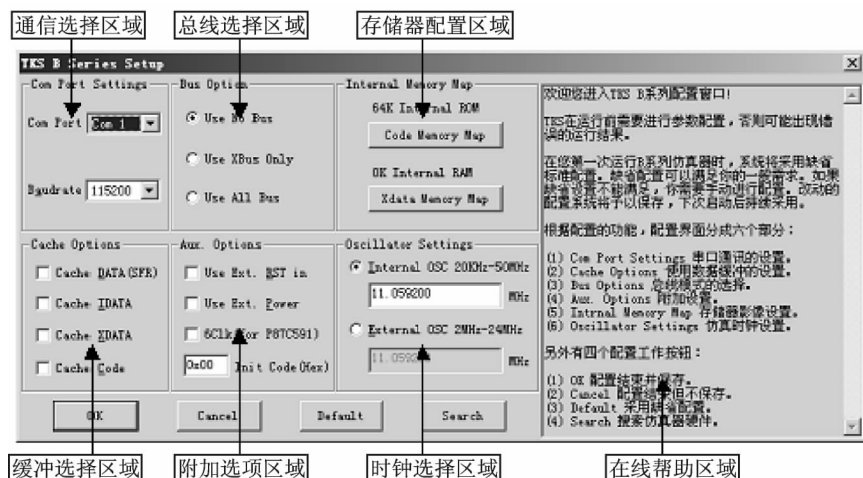 通信选择区域 总线选择区域 存储器配置区域
TKS B Series Setup
Com Port Settings
Com Port Com 1
Baudrate 115200
Bus Option
Use No Bus
Use XBus Only
Use All Bus
Internal Memory Map
64K Internal ROM
Code Memory Map
0K Internal RAM
Xdata Memory Map
Cache Options
Cache DATA(SFR)
Cache IDATA
Cache XDATA
Cache Code
Aux. Options
Use Ext. RST in
Use Ext. Power
6Clk(for P87C591)
0x00 Init Code(Hex)
Oscillator Settings
Internal OSC 20KHz-50MHz
11.059200 MHz
External OSC 2MHz-24MHz
11.059200 MHz
OK Cancel Default Search
欢迎您进入TKS B系列配置窗口!
TKS在运行前需要进行参数配置，否则可能出现错
误的运行结果。
在您第一次运行B系列仿真器时，系统将采用缺省
标准配置。缺省配置可以满足你的一般需求。如果
缺省设置不能满足，你需要手动进行配置。改动的
配置系统将予以保存，下次启动后持续采用。
根据配置的功能，配置界面分成六个部分：
(1) Com Port Settings 串口通讯的设置。
(2) Cache Options 使用数据缓冲的设置。
(3) Bus Options 总线模式的选择。
(4) Aux. Options 附加设置。
(5) Intrnal Memory Map 存储器影像设置。
(6) Oscillator Settings 仿真时钟设置。
另外有四个配置工作按钮：
(1) OK 配置结束并保存。
(2) Cancel 配置结束但不保存。
(3) Default 采用缺省配置。
(4) Search 搜索仿真器硬件。
缓冲选择区域 附加选项区域 时钟选择区域 在线帮助区域